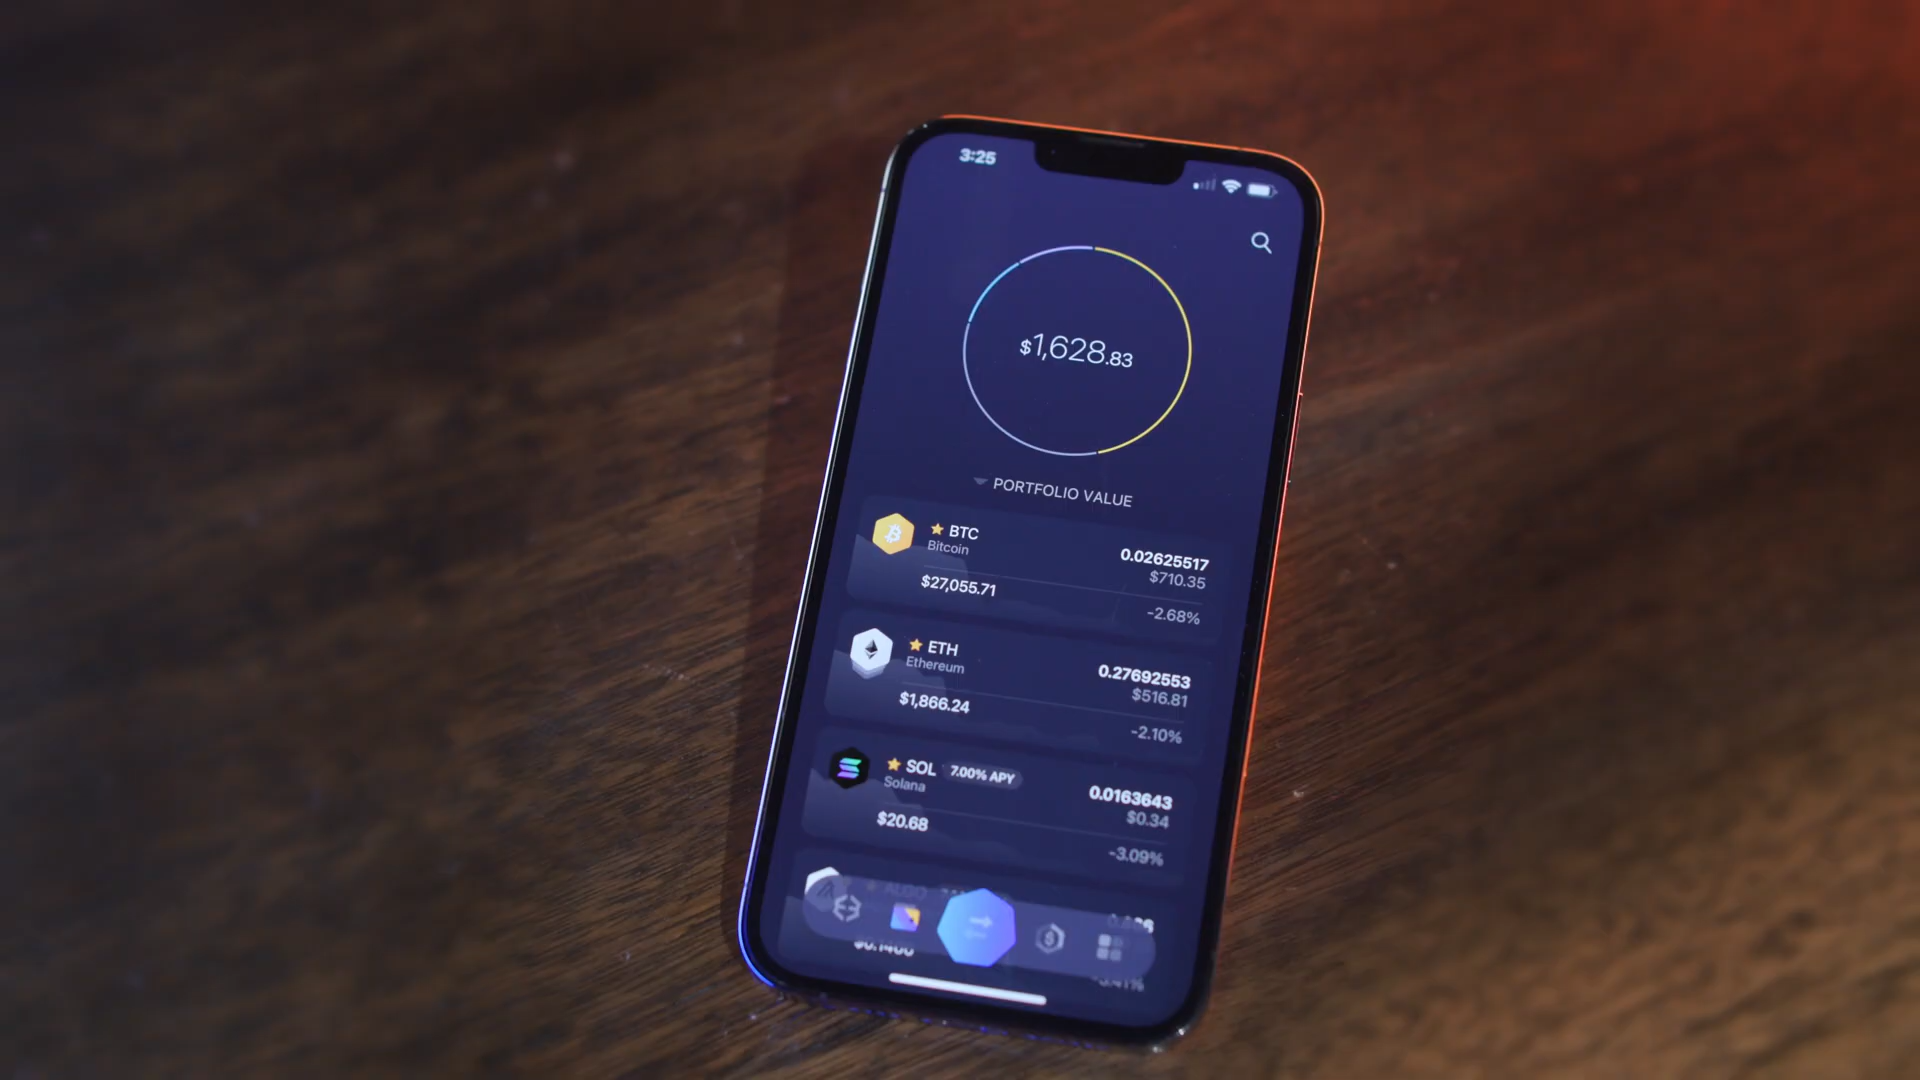 3:25
$1,628.83
PORTFOLIO VALUE
BTC
Bitcoin
0.02625517
$710.35
$27,055.71
-2.68%
ETH
Ethereum
0.27692553
$516.81
$1,866.24
-2.10%
SOL 7.00% APY
Solana
0.0163643
$0.34
$20.68
-3.09%
ALGO